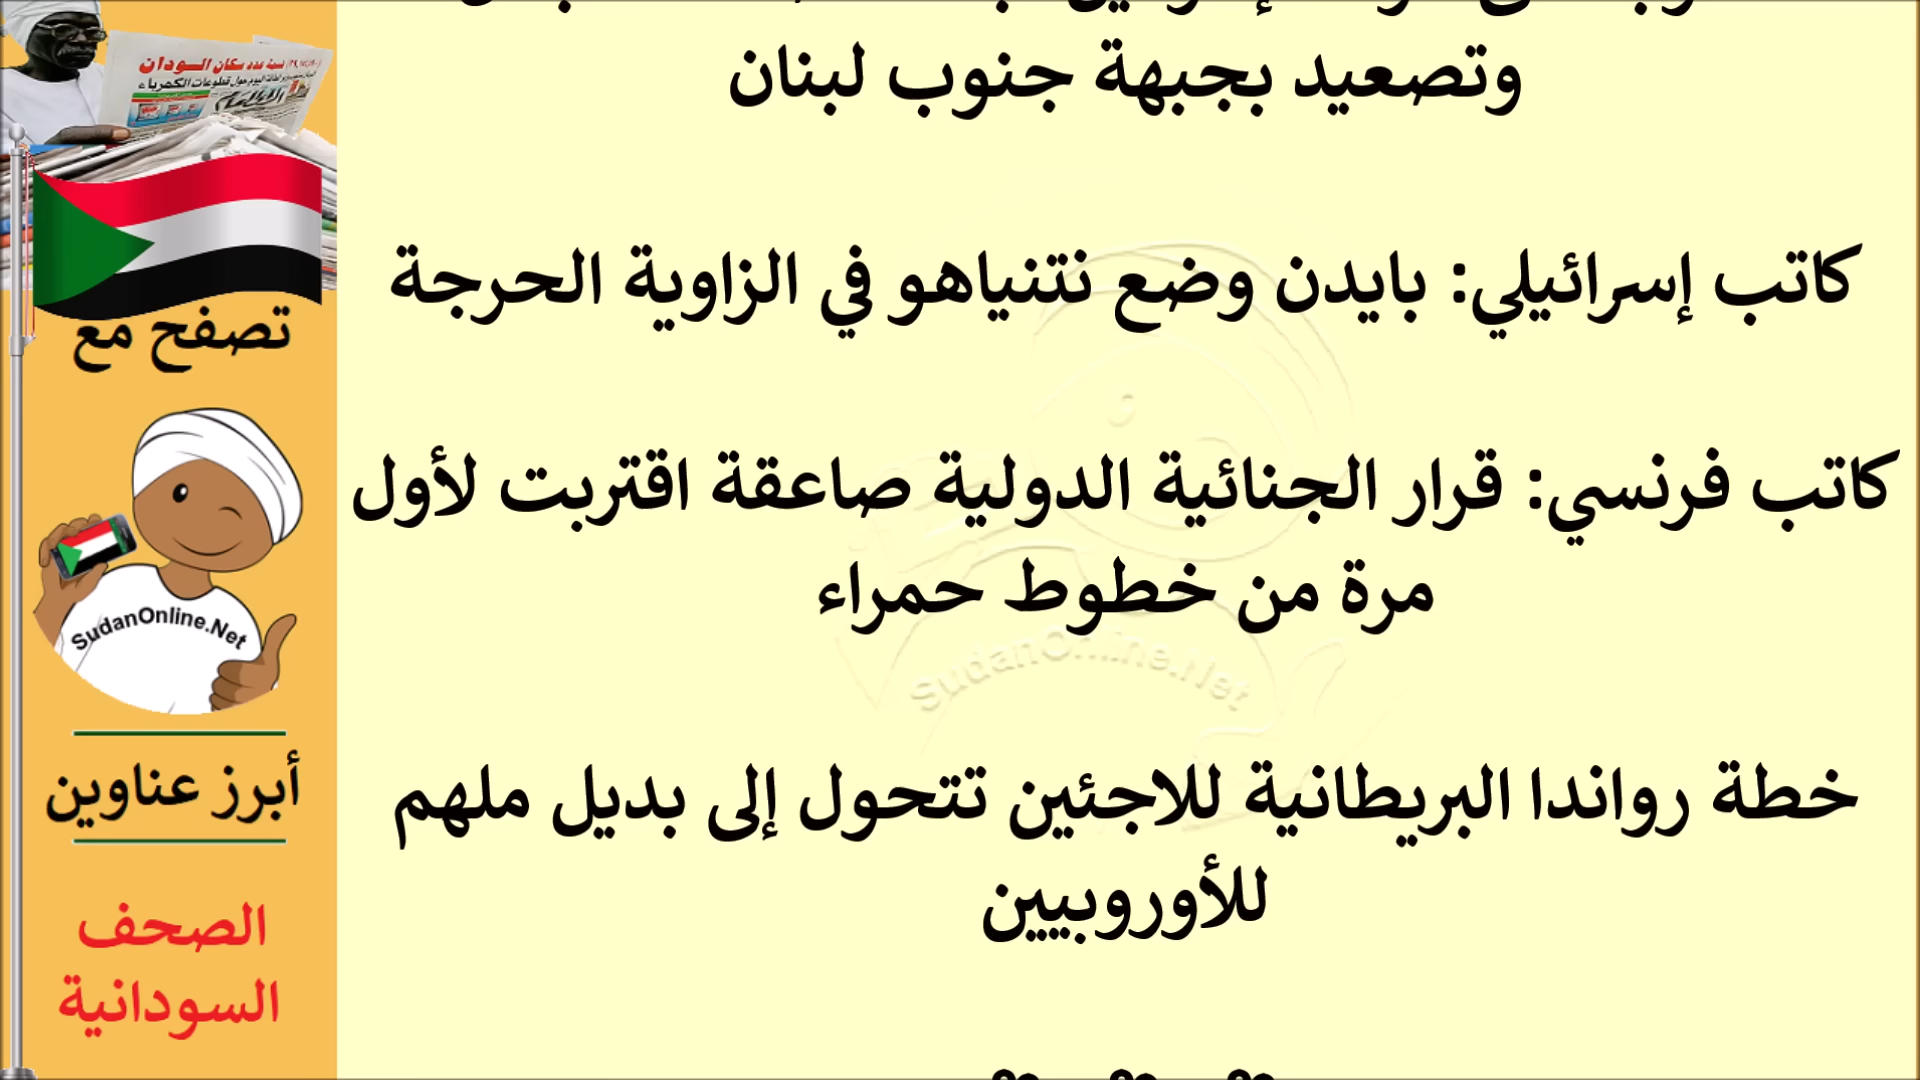 وتصعيد بجبهة جنوب لبنان
كاتب إسرائيلي: بايدن وضع نتنياهو في الزاوية الحرجة
كاتب فرنسي: قرار الجنائية الدولية صاعقة اقتربت لأول
مرة من خطوط حمراء
خطة رواندا البريطانية للاجئين تتحول إلى بديل ملهم
للأوروبيين
تصفح مع
SudanOnline.Net
أبرز عناوين
الصحف
السودانية
SudanOnline.Net